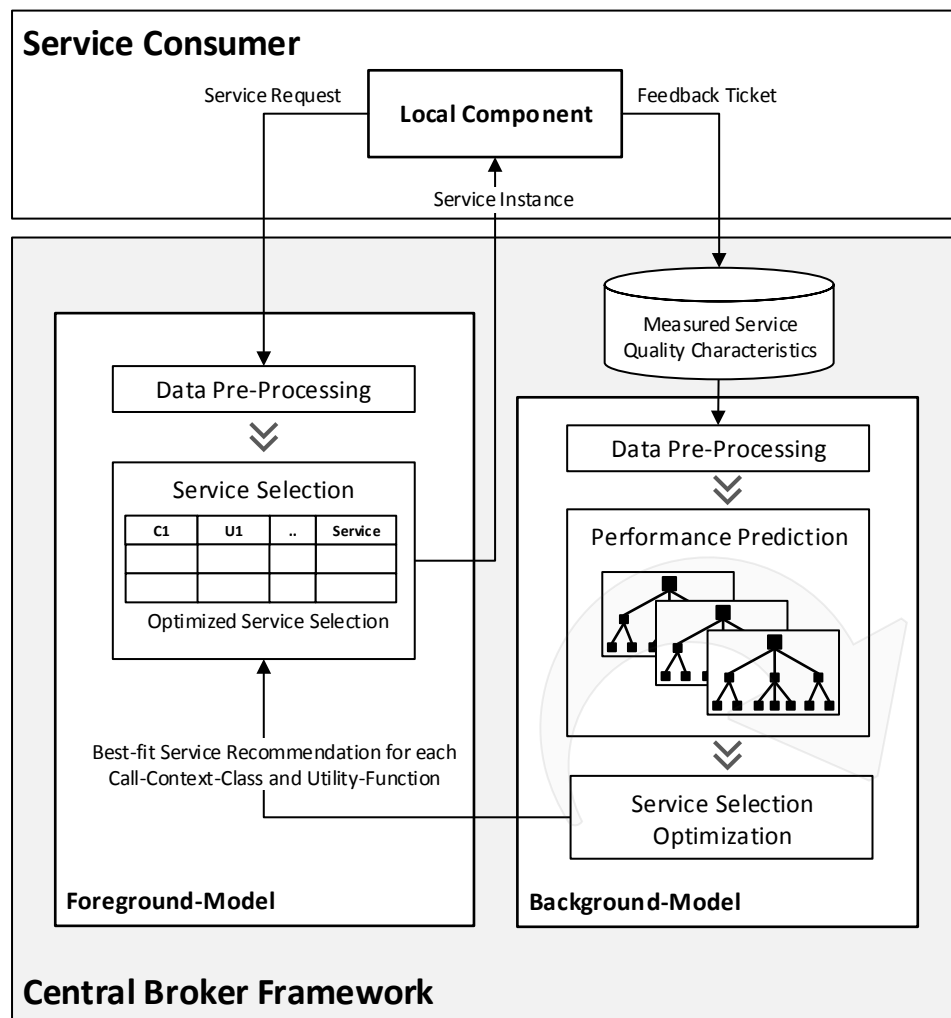 Service Consumer
Service Request
Local Component
Feedback Ticket
Service Instance
Measured Service
Quality Characteristics
Data Pre-Processing
Service Selection
C1 U1 .. Service
Optimized Service Selection
Best-fit Service Recommendation for each
Call-Context-Class and Utility-Function
Foreground-Model
Data Pre-Processing
Performance Prediction
Service Selection
Optimization
Background-Model
Central Broker Framework